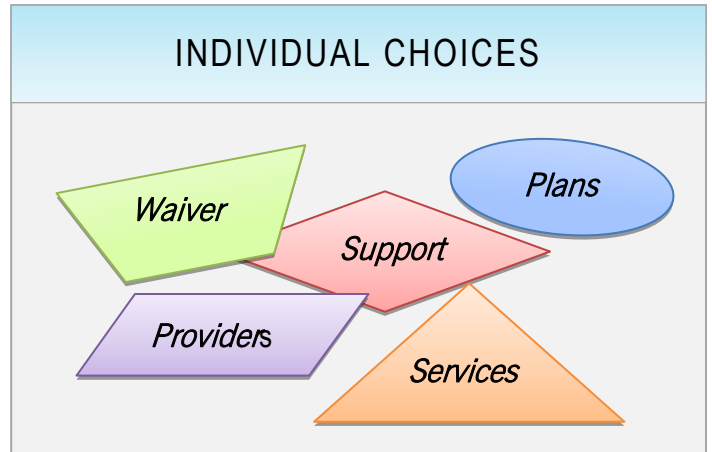 INDIVIDUAL CHOICES
Plans
Waiver
Support
Providers
Services